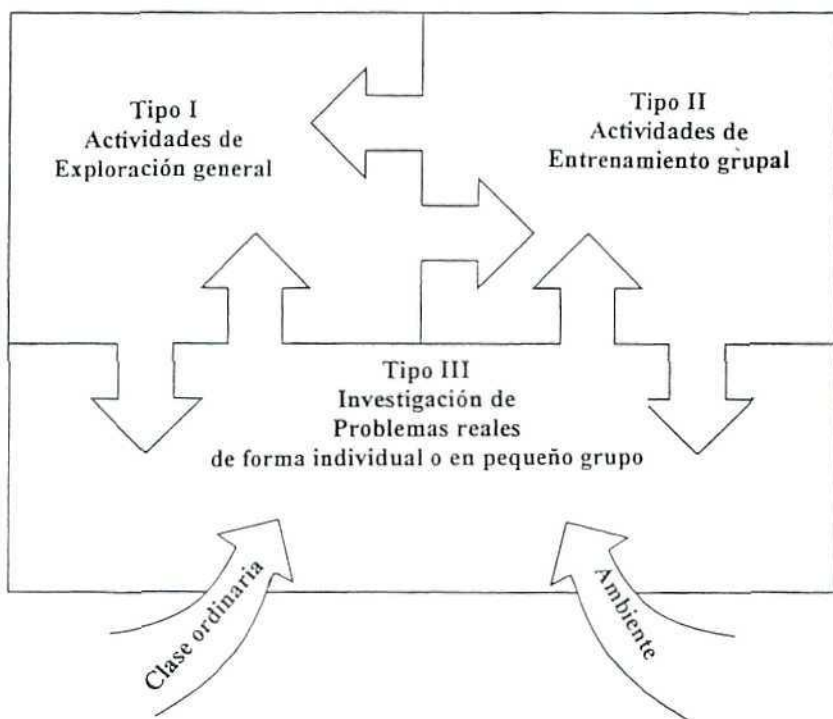 Tipo I
Actividades de
Exploración general
Tipo II
Actividades de
Entrenamiento grupal
Tipo III
Investigación de
Problemas reales
de forma individual o en pequeño grupo
Clase ordinaria
Ambiente